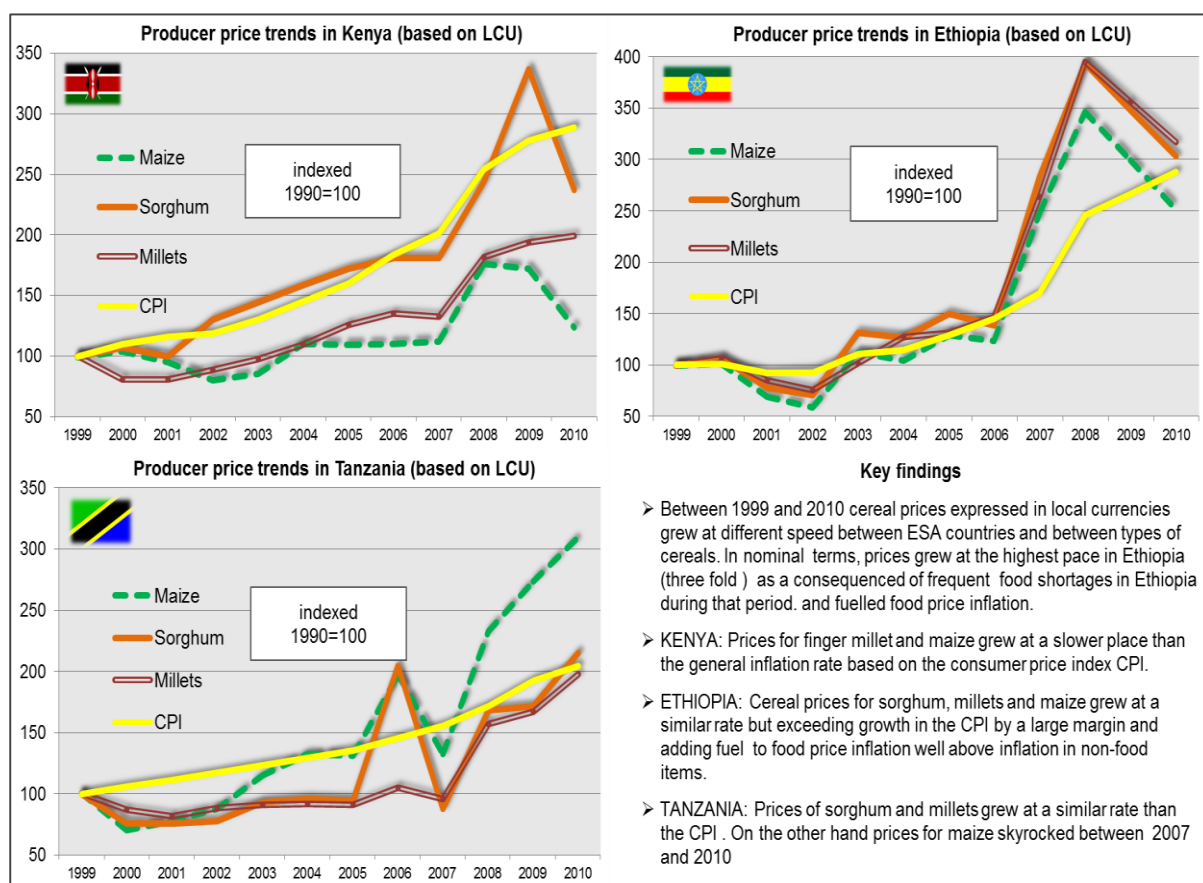 Producer price trends in Kenya (based on LCU)
350
300
250
200
150
100
50
Maize
Sorghum
Millets
CPI
indexed
1990=100
1999 2000 2001 2002 2003 2004 2005 2006 2007 2008 2009 2010
Producer price trends in Ethiopia (based on LCU)
400
350
300
250
200
150
100
50
Maize
Sorghum
Millets
CPI
indexed
1990=100
1999 2000 2001 2002 2003 2004 2005 2006 2007 2008 2009 2010
Producer price trends in Tanzania (based on LCU)
350
300
250
200
150
100
50
Maize
Sorghum
Millets
CPI
indexed
1990=100
1999 2000 2001 2002 2003 2004 2005 2006 2007 2008 2009 2010
Key findings
➢ Between 1999 and 2010 cereal prices expressed in local currencies
grew at different speed between ESA countries and between types of
cereals. In nominal terms, prices grew at the highest pace in Ethiopia
(three fold ) as a consequenced of frequent food shortages in Ethiopia
during that period. and fuelled food price inflation.
➢ KENYA: Prices for finger millet and maize grew at a slower place than
the general inflation rate based on the consumer price index CPI.
➢ ETHIOPIA: Cereal prices for sorghum, millets and maize grew at a
similar rate but exceeding growth in the CPI by a large margin and
adding fuel to food price inflation well above inflation in non-food
items.
➢ TANZANIA: Prices of sorghum and millets grew at a similar rate than
the CPI . On the other hand prices for maize skyrocked between 2007
and 2010